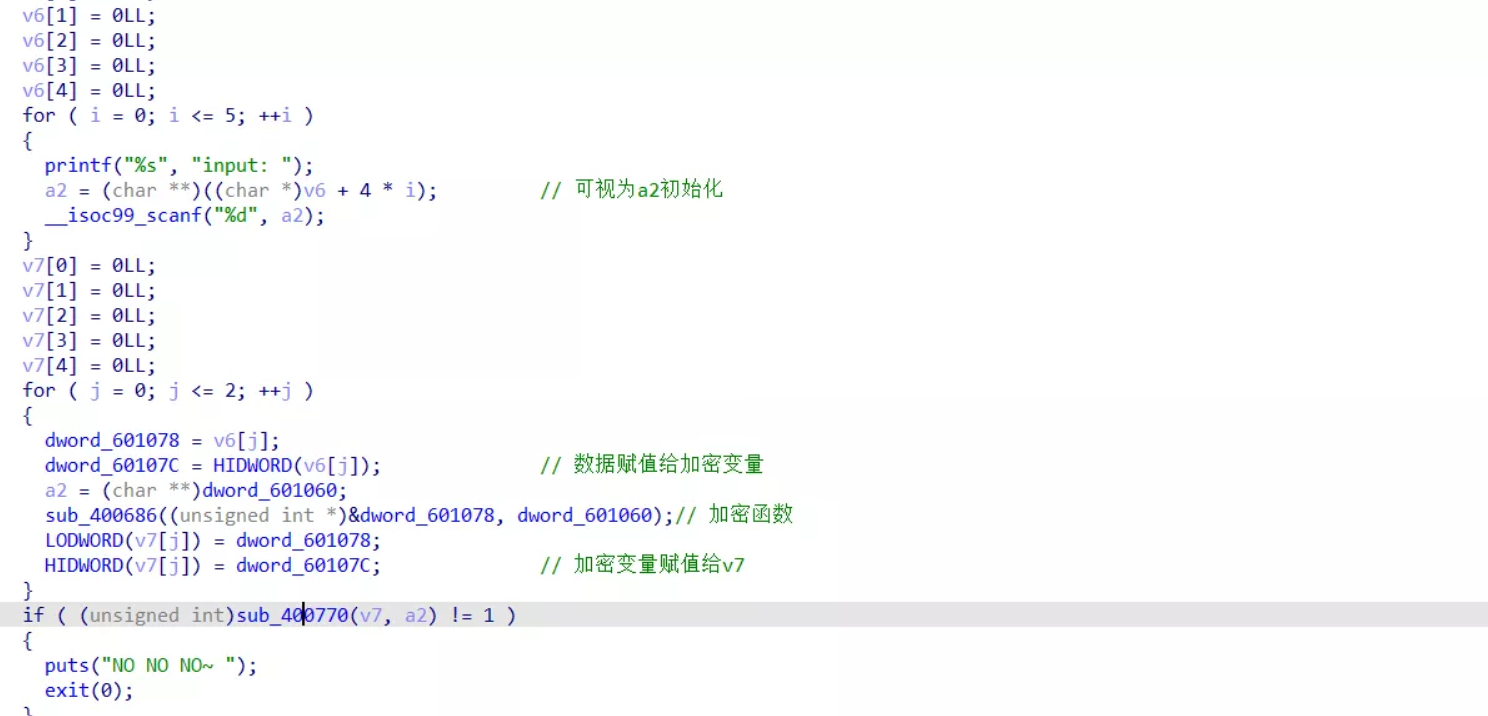 v6[1] = 0LL;
v6[2] = 0LL;
v6[3] = 0LL;
v6[4] = 0LL;
for ( i = 0; i <= 5; ++i )
{
printf("%s", "input: ");
a2 = (char **)((char *)v6 + 4 * i); // 可视为a2初始化
__isoc99_scanf("%d", a2);
}
v7[0] = 0LL;
v7[1] = 0LL;
v7[2] = 0LL;
v7[3] = 0LL;
v7[4] = 0LL;
for ( j = 0; j <= 2; ++j )
{
dword_601078 = v6[j];
dword_60107C = HIDWORD(v6[j]); // 数据赋值给加密变量
a2 = (char **)dword_601060;
sub_400686((unsigned int *)&dword_601078, dword_601060);// 加密函数
LODWORD(v7[j]) = dword_601078;
HIDWORD(v7[j]) = dword_60107C; // 加密变量赋值给v7
}
if ( (unsigned int)sub_400770(v7, a2) != 1 )
{
puts("NO NO NO~ ");
exit(0);
}